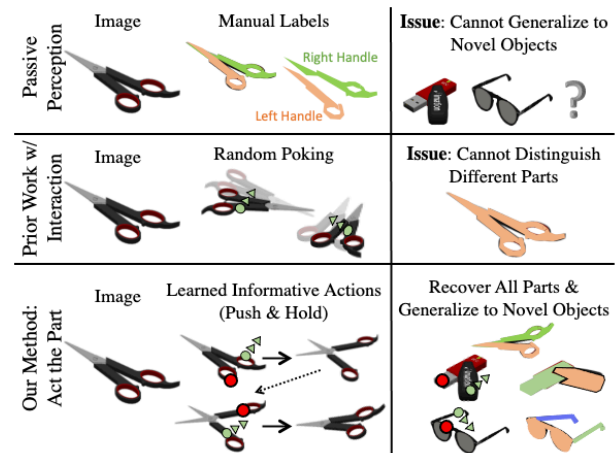 Passive
Perception
Image
Manual Labels
Right Handle
Left Handle
Issue: Cannot Generalize to
Novel Objects
?
Prior Work w/
Interaction
Image
Random Poking
Issue: Cannot Distinguish
Different Parts
Our Method:
Act the Part
Image
Learned Informative Actions
(Push & Hold)
Recover All Parts &
Generalize to Novel Objects